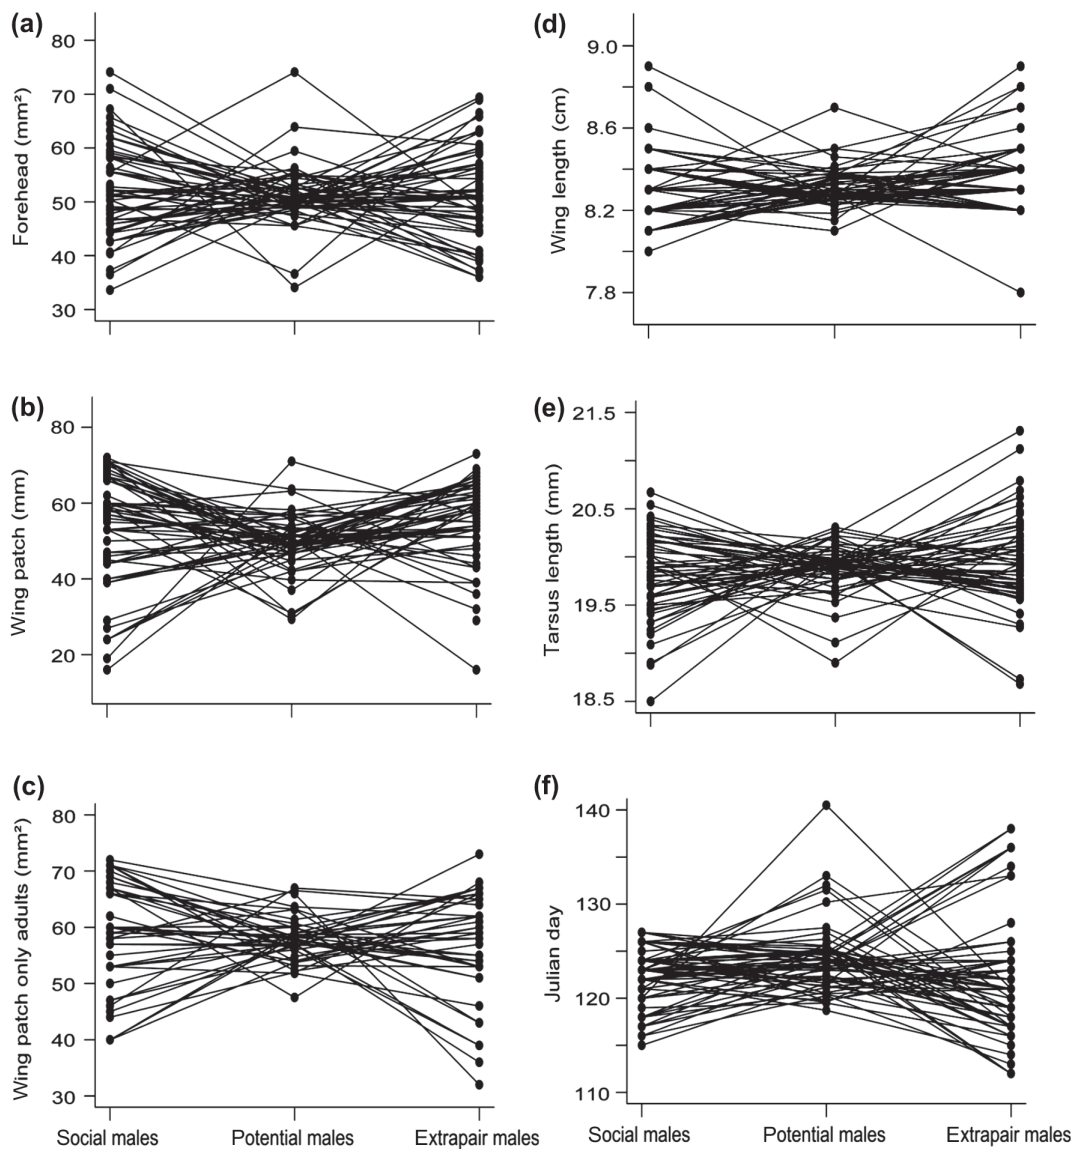 (a)
Forehead (mm²)
80
70
60
50
40
30
(b)
Wing patch (mm)
80
60
40
20
(c)
Wing patch only adults (mm²)
80
70
60
50
40
30
Social males Potential males Extrapair males
(d)
Wing length (cm)
9.0
8.6
8.2
7.8
(e)
Tarsus length (mm)
21.5
20.5
19.5
18.5
(f)
Julian day
140
130
120
110
Social males Potential males Extrapair males